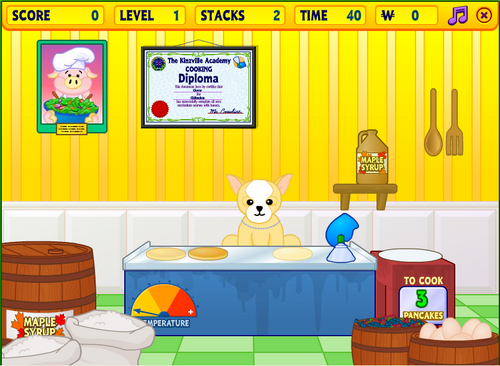 SCORE 0 LEVEL 1 STACKS 2 TIME 40 ₩ 0
The Kinzville Academy
COOKING
Diploma
MAPLE
SYRUP
TO COOK
3
PANCAKES
TEMPERATURE
MAPLE
SYRUP